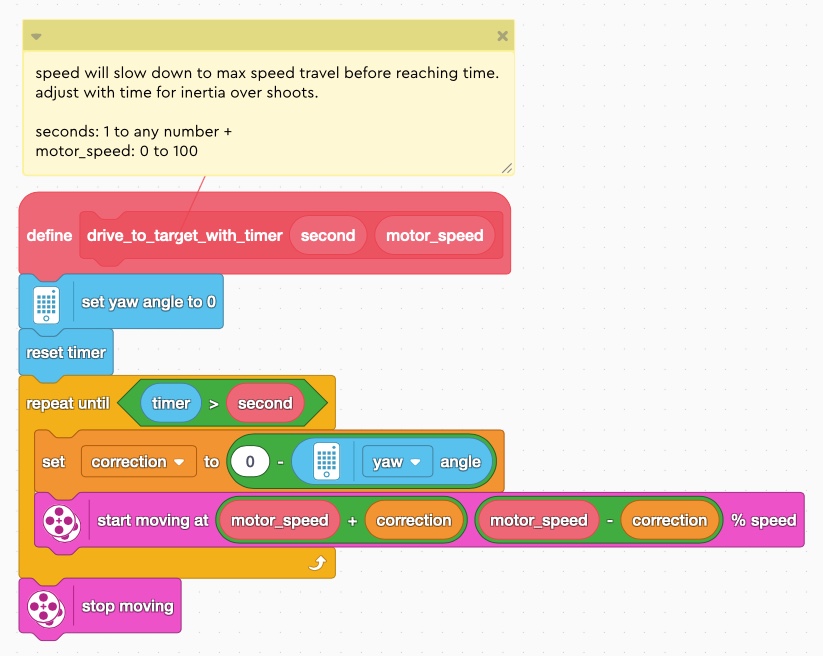 speed will slow down to max speed travel before reaching time.
adjust with time for inertia over shoots.
seconds: 1 to any number +
motor_speed: 0 to 100
define drive_to_target_with_timer second motor_speed
set yaw angle to 0
reset timer
repeat until timer > second
set correction to 0 - yaw angle
start moving at motor_speed + correction motor_speed - correction % speed
stop moving